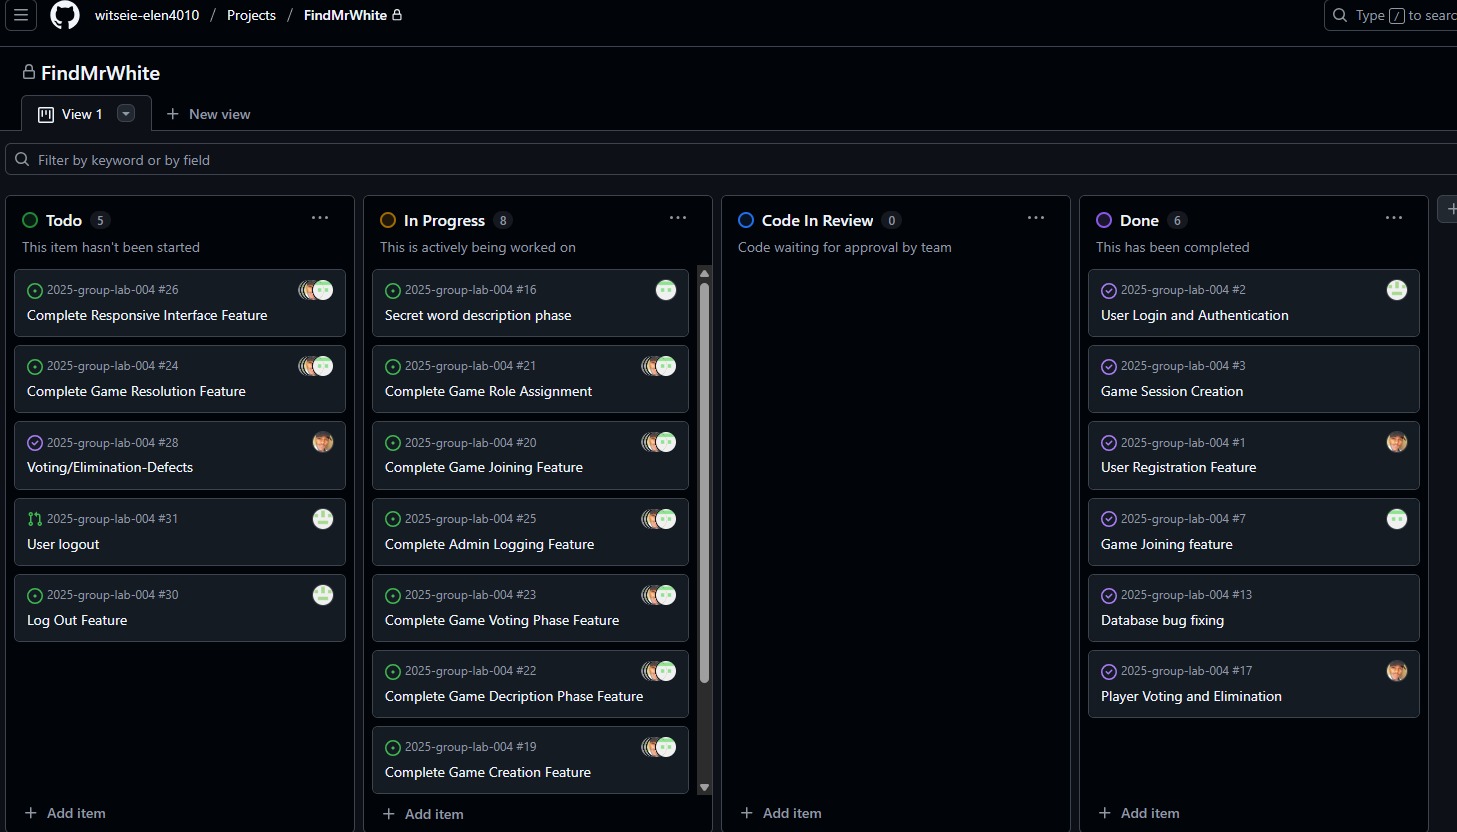 witseie-elen4010 / Projects / FindMrWhite
Type / to searc
FindMrWhite
View 1
New view
Filter by keyword or by field
Todo 5
This item hasn't been started
2025-group-lab-004 #26
Complete Responsive Interface Feature
2025-group-lab-004 #24
Complete Game Resolution Feature
2025-group-lab-004 #28
Voting/Elimination-Defects
2025-group-lab-004 #31
User logout
2025-group-lab-004 #30
Log Out Feature
Add item
In Progress 8
This is actively being worked on
2025-group-lab-004 #16
Secret word description phase
2025-group-lab-004 #21
Complete Game Role Assignment
2025-group-lab-004 #20
Complete Game Joining Feature
2025-group-lab-004 #25
Complete Admin Logging Feature
2025-group-lab-004 #23
Complete Game Voting Phase Feature
2025-group-lab-004 #22
Complete Game Decription Phase Feature
2025-group-lab-004 #19
Complete Game Creation Feature
Add item
Code In Review 0
Code waiting for approval by team
Add item
Done 6
This has been completed
2025-group-lab-004 #2
User Login and Authentication
2025-group-lab-004 #3
Game Session Creation
2025-group-lab-004 #1
User Registration Feature
2025-group-lab-004 #7
Game Joining feature
2025-group-lab-004 #13
Database bug fixing
2025-group-lab-004 #17
Player Voting and Elimination
Add item